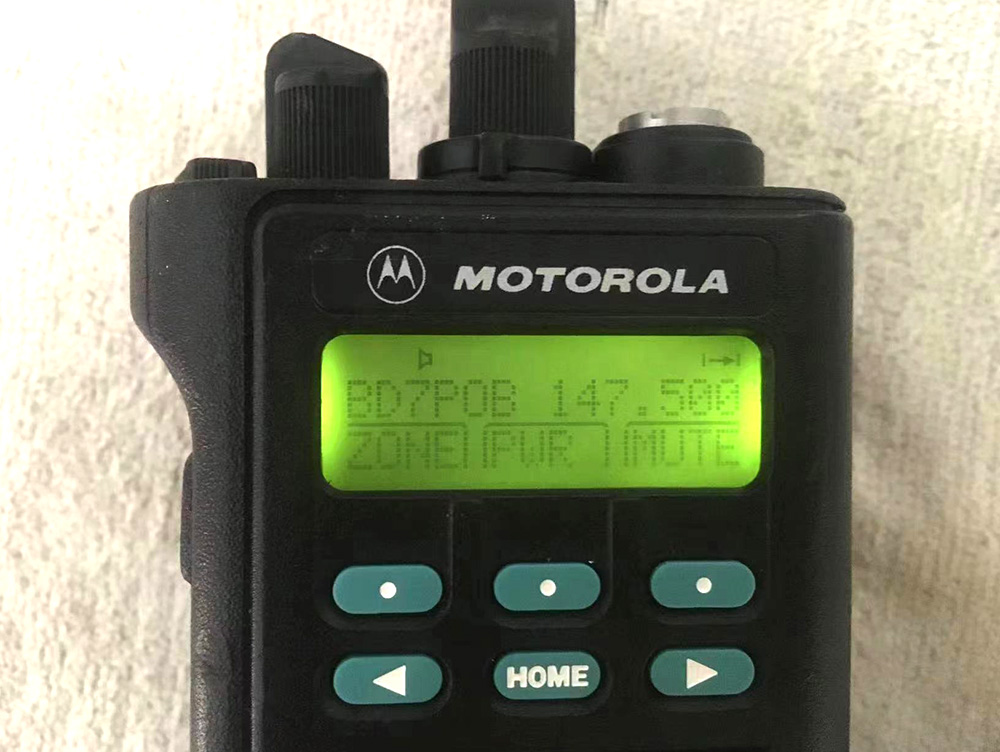 MOTOROLA
BD7POB 147.500
ZONE PWR MUTE
HOME